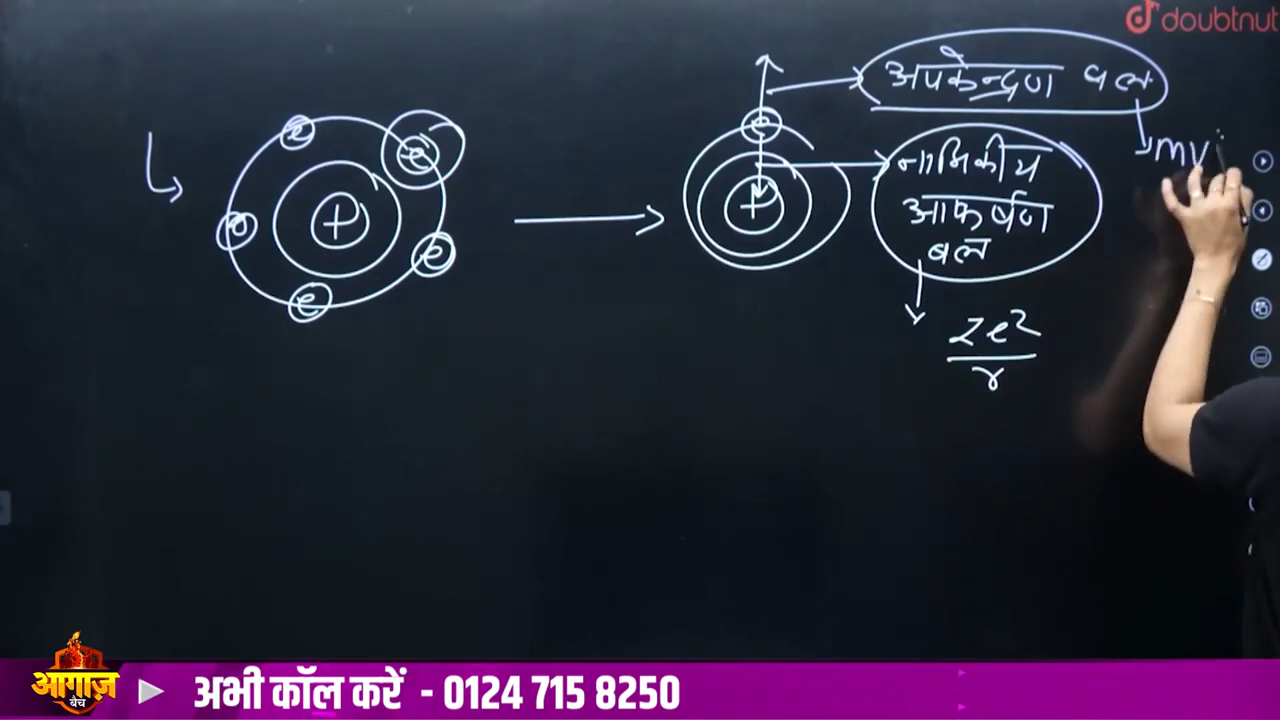 doubtnut
अपकेन्द्रण बल
mv
e
e
e
e
e
e
+
+
नाभिकीय
आकर्षण
बल
Ze²
r
आगाज़
बैच
अभी कॉल करें - 0124 715 8250